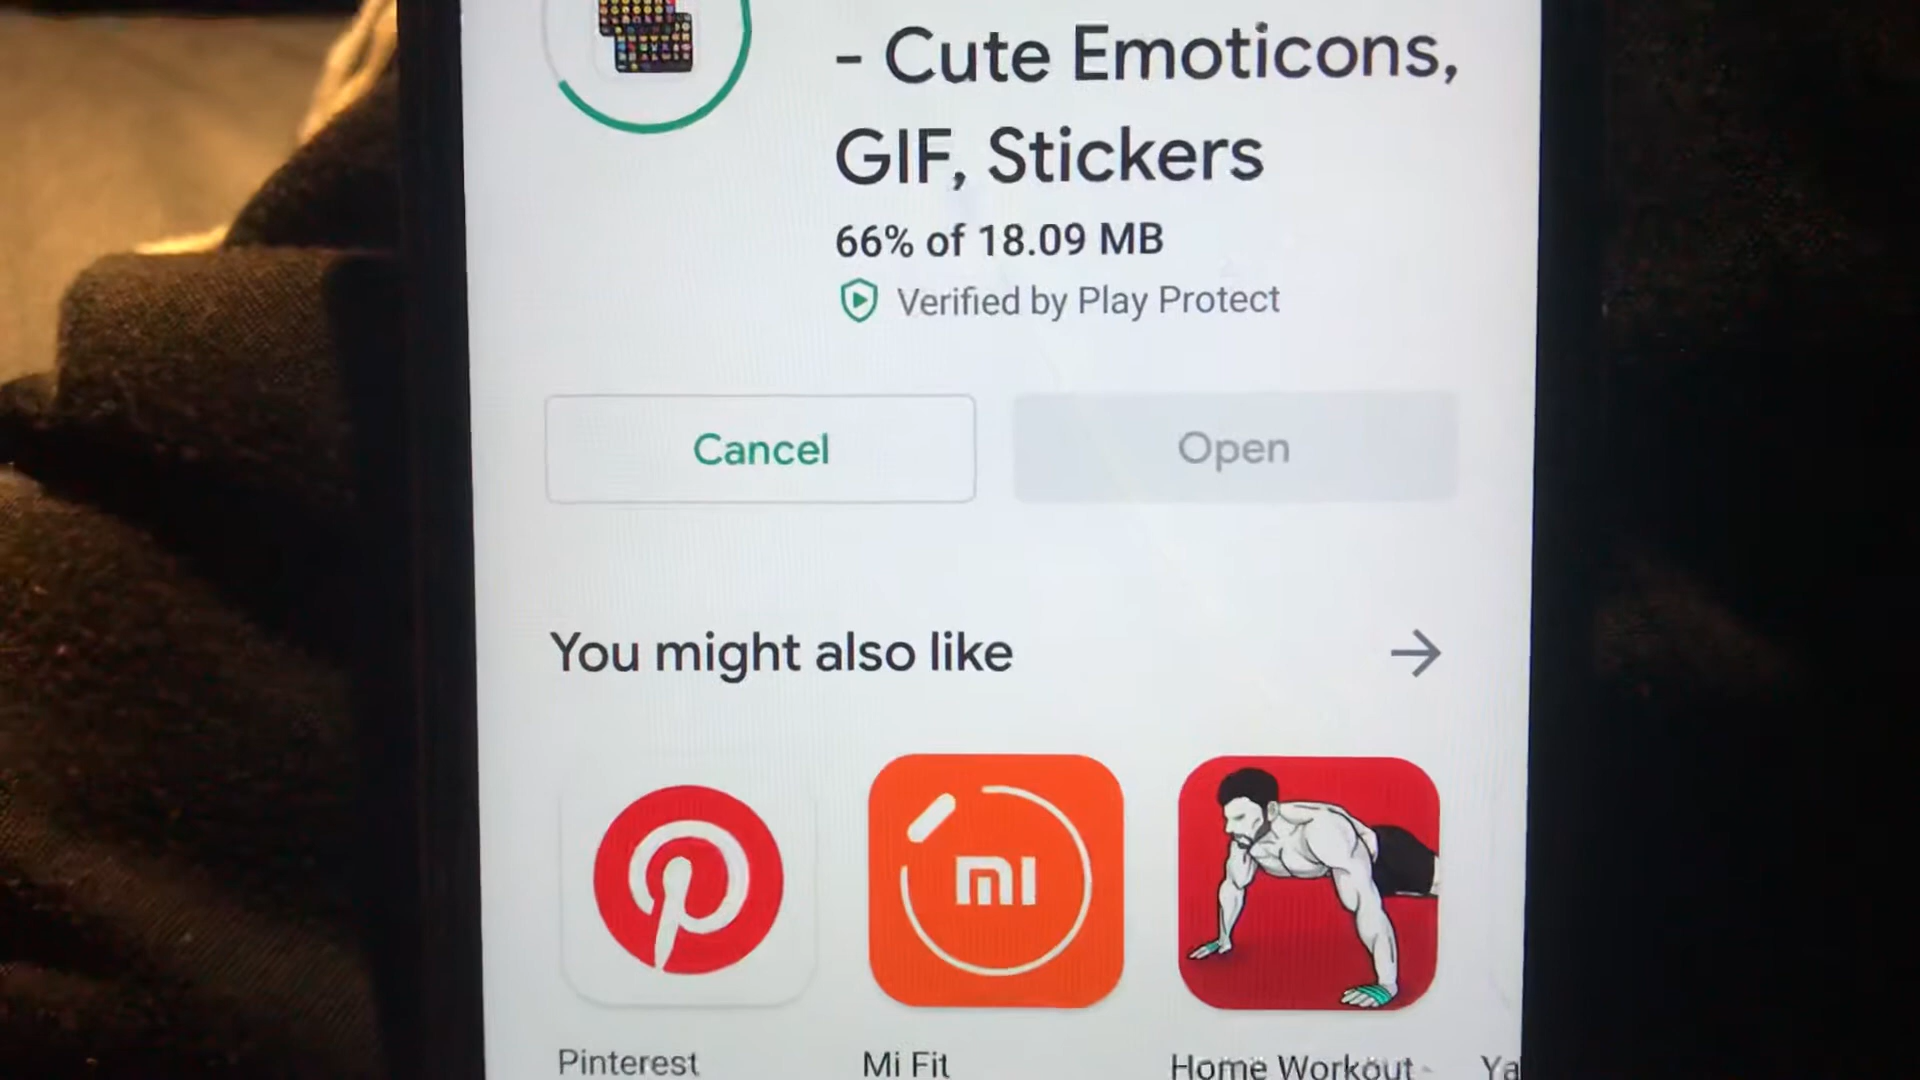 - Cute Emoticons,
GIF, Stickers
66% of 18.09 MB
Verified by Play Protect
Cancel
Open
You might also like
mi
Pinterest
Mi Fit
Home Workout -
Ya